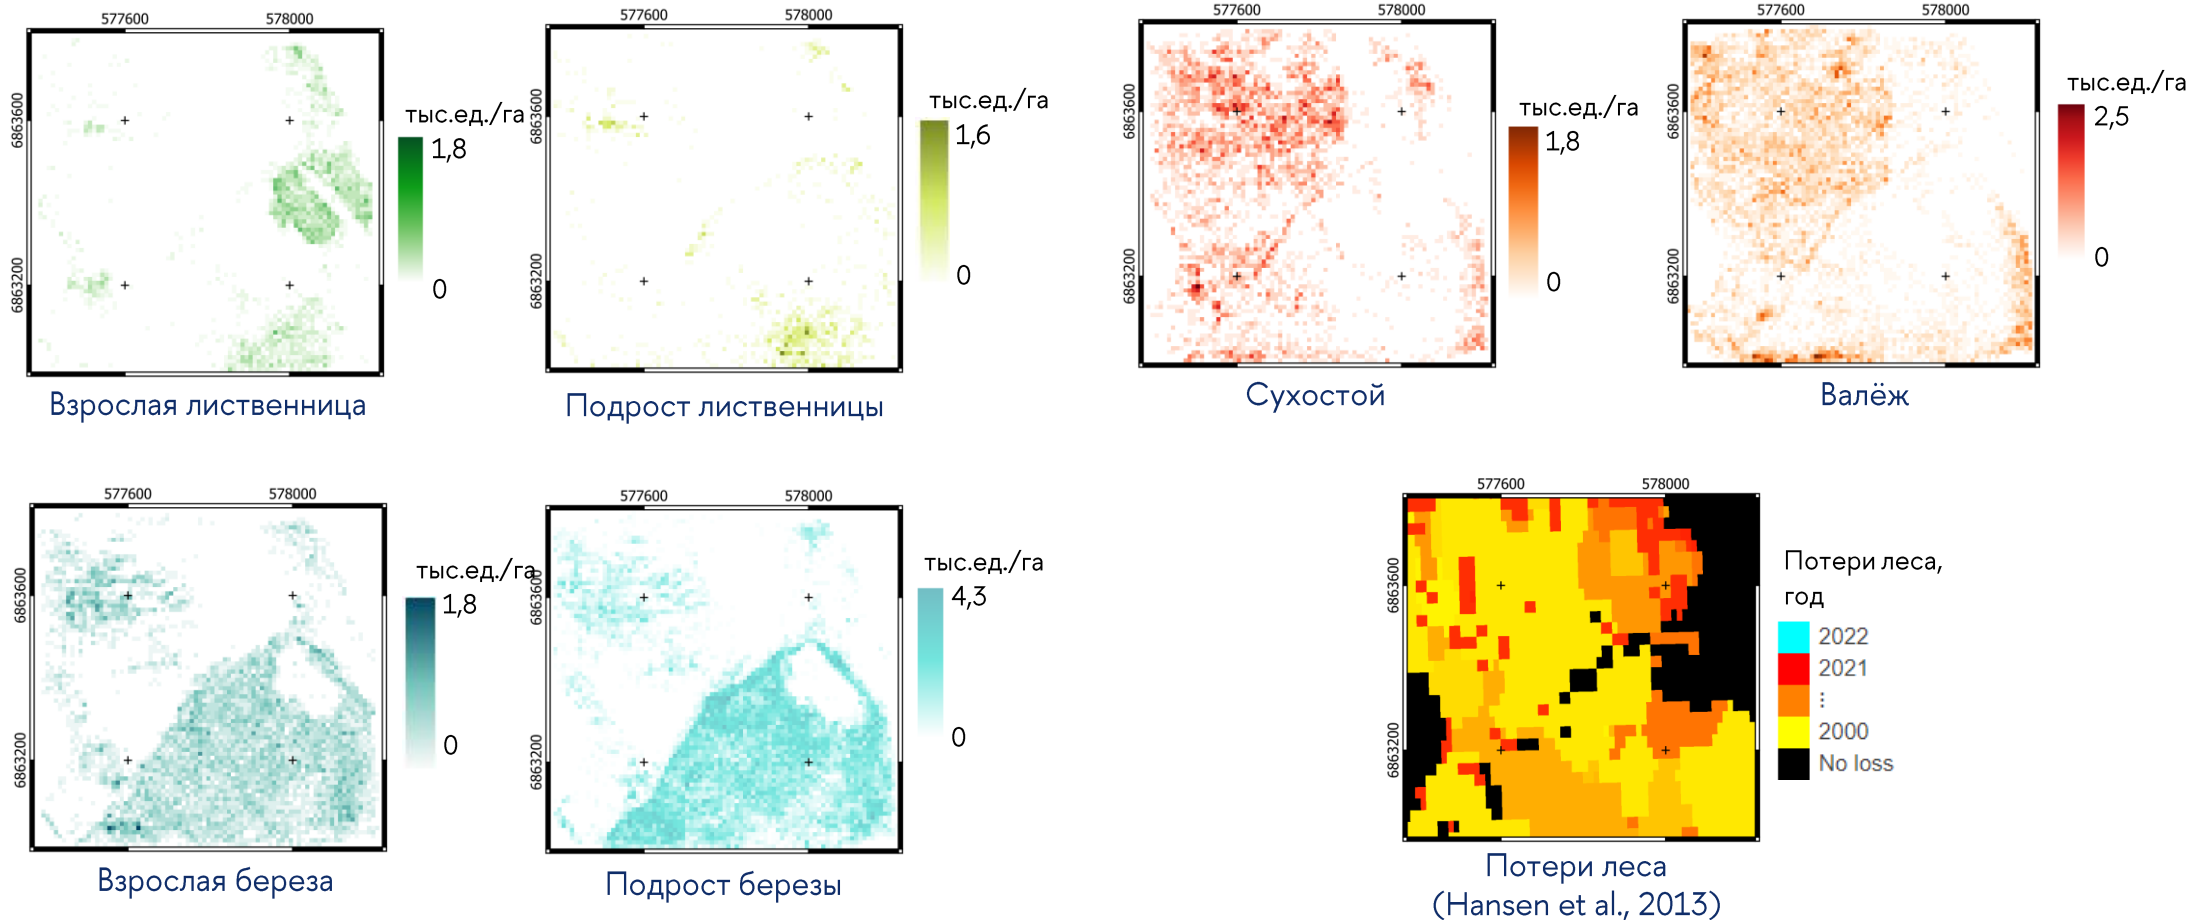 577600 578000
6863600
6863200
тыс.ед./га
1,8
0
Взрослая лиственница
577600 578000
6863600
6863200
тыс.ед./га
1,6
0
Подрост лиственницы
577600 578000
6863600
6863200
тыс.ед./га
1,8
0
Сухостой
577600 578000
6863600
6863200
тыс.ед./га
2,5
0
Валёж
577600 578000
6863600
6863200
тыс.ед./га
1,8
0
Взрослая береза
577600 578000
6863600
6863200
тыс.ед./га
4,3
0
Подрост березы
577600 578000
6863600
6863200
Потери леса,
год
2022
2021
⋮
2000
No loss
Потери леса
(Hansen et al., 2013)